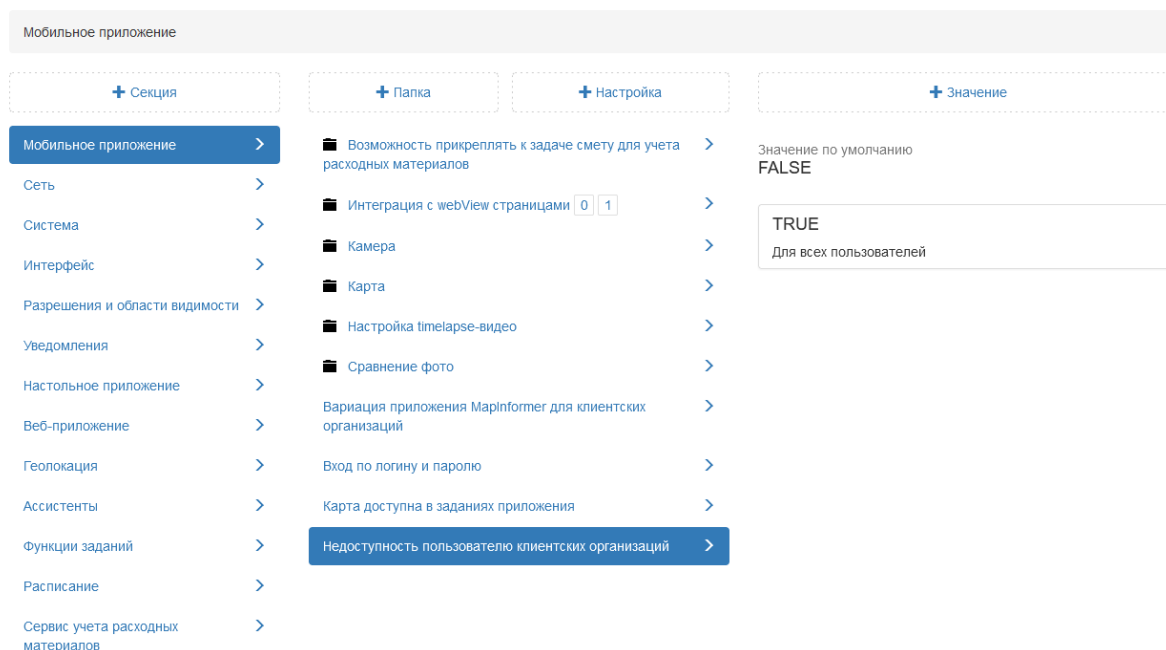 Мобильное приложение
Секция
Папка
Настройка
Значение
Мобильное приложение
Сеть
Система
Интерфейс
Разрешения и области видимости
Уведомления
Настольное приложение
Веб-приложение
Геолокация
Ассистенты
Функции заданий
Расписание
Сервис учета расходных
материалов
Возможность прикреплять к задаче смету для учета
расходных материалов
Интеграция с webView страницами 0 1
Камера
Карта
Настройка timelapse-видео
Сравнение фото
Вариация приложения MapInformer для клиентских
организаций
Вход по логину и паролю
Карта доступна в заданиях приложения
Недоступность пользователю клиентских организаций
Значение по умолчанию
FALSE
TRUE
Для всех пользователей